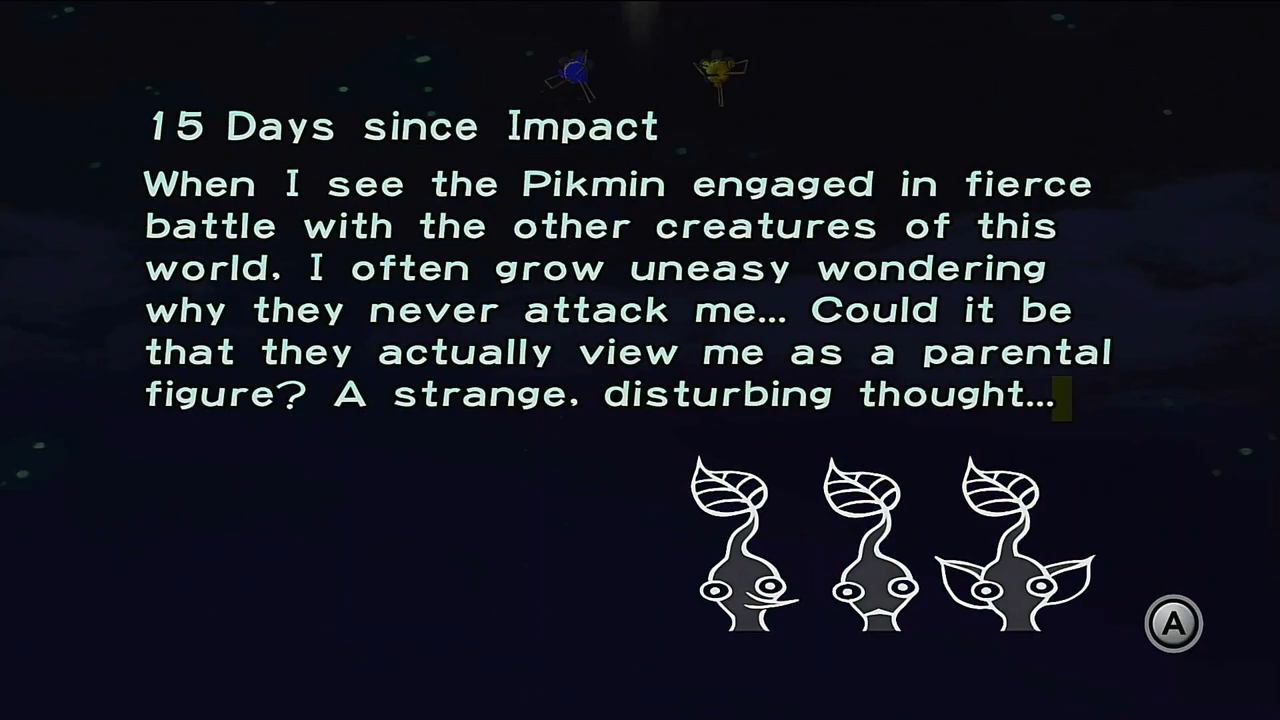 15 Days since Impact
When I see the Pikmin engaged in fierce
battle with the other creatures of this
world, I often grow uneasy wondering
why they never attack me... Could it be
that they actually view me as a parental
figure? A strange, disturbing thought...
A